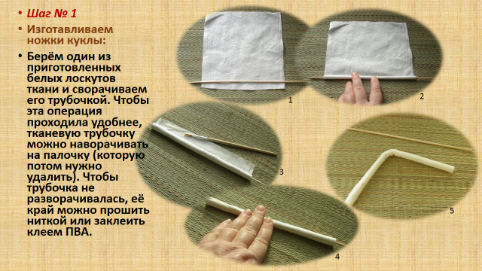 • Шаг № 1
• Изготавливаем
ножки куклы:
• Берём один из
приготовленных
белых лоскутов
ткани и сворачиваем
его трубочкой. Чтобы
эта операция
проходила удобнее,
тканевую трубочку
можно наворачивать
на палочку (которую
потом нужно
удалить). Чтобы
трубочка не
разворачивалась, её
край можно прошить
ниткой или заклеить
клеем ПВА.
1
2
3
4
5